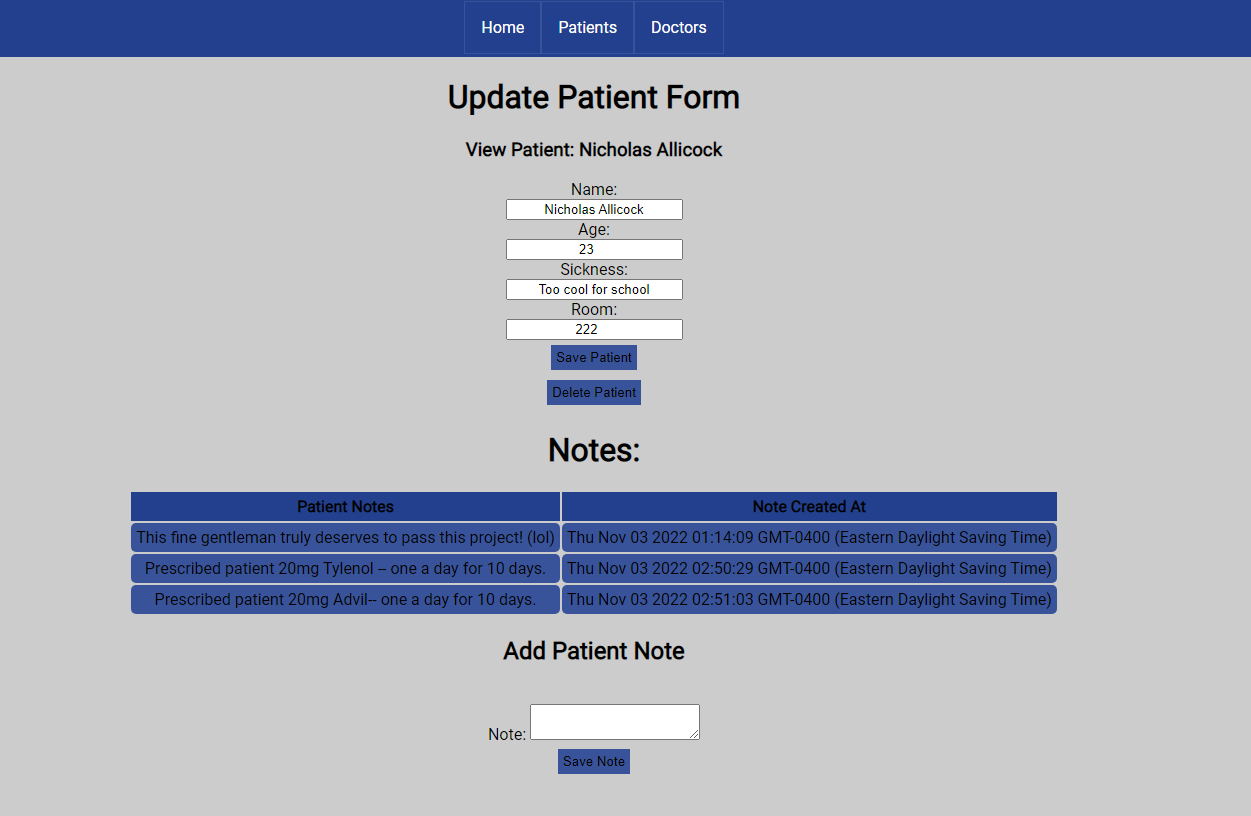 Home Patients Doctors
Update Patient Form
View Patient: Nicholas Allicock
Name:
Nicholas Allicock
Age:
23
Sickness:
Too cool for school
Room:
222
Save Patient
Delete Patient
Notes:
Patient Notes Note Created At
This fine gentleman truly deserves to pass this project! (lol) Thu Nov 03 2022 01:14:09 GMT-0400 (Eastern Daylight Saving Time)
Prescribed patient 20mg Tylenol -- one a day for 10 days. Thu Nov 03 2022 02:50:29 GMT-0400 (Eastern Daylight Saving Time)
Prescribed patient 20mg Advil-- one a day for 10 days. Thu Nov 03 2022 02:51:03 GMT-0400 (Eastern Daylight Saving Time)
Add Patient Note
Note:
Save Note